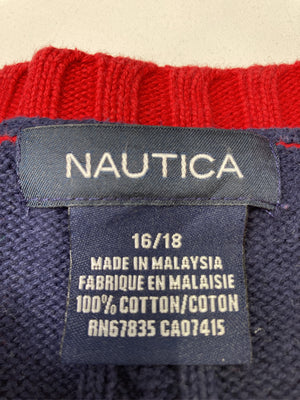 NAUTICA
16/18
MADE IN MALAYSIA
FABRIQUE EN MALAISIE
100% COTTON/COTON
RN67835 CA07415